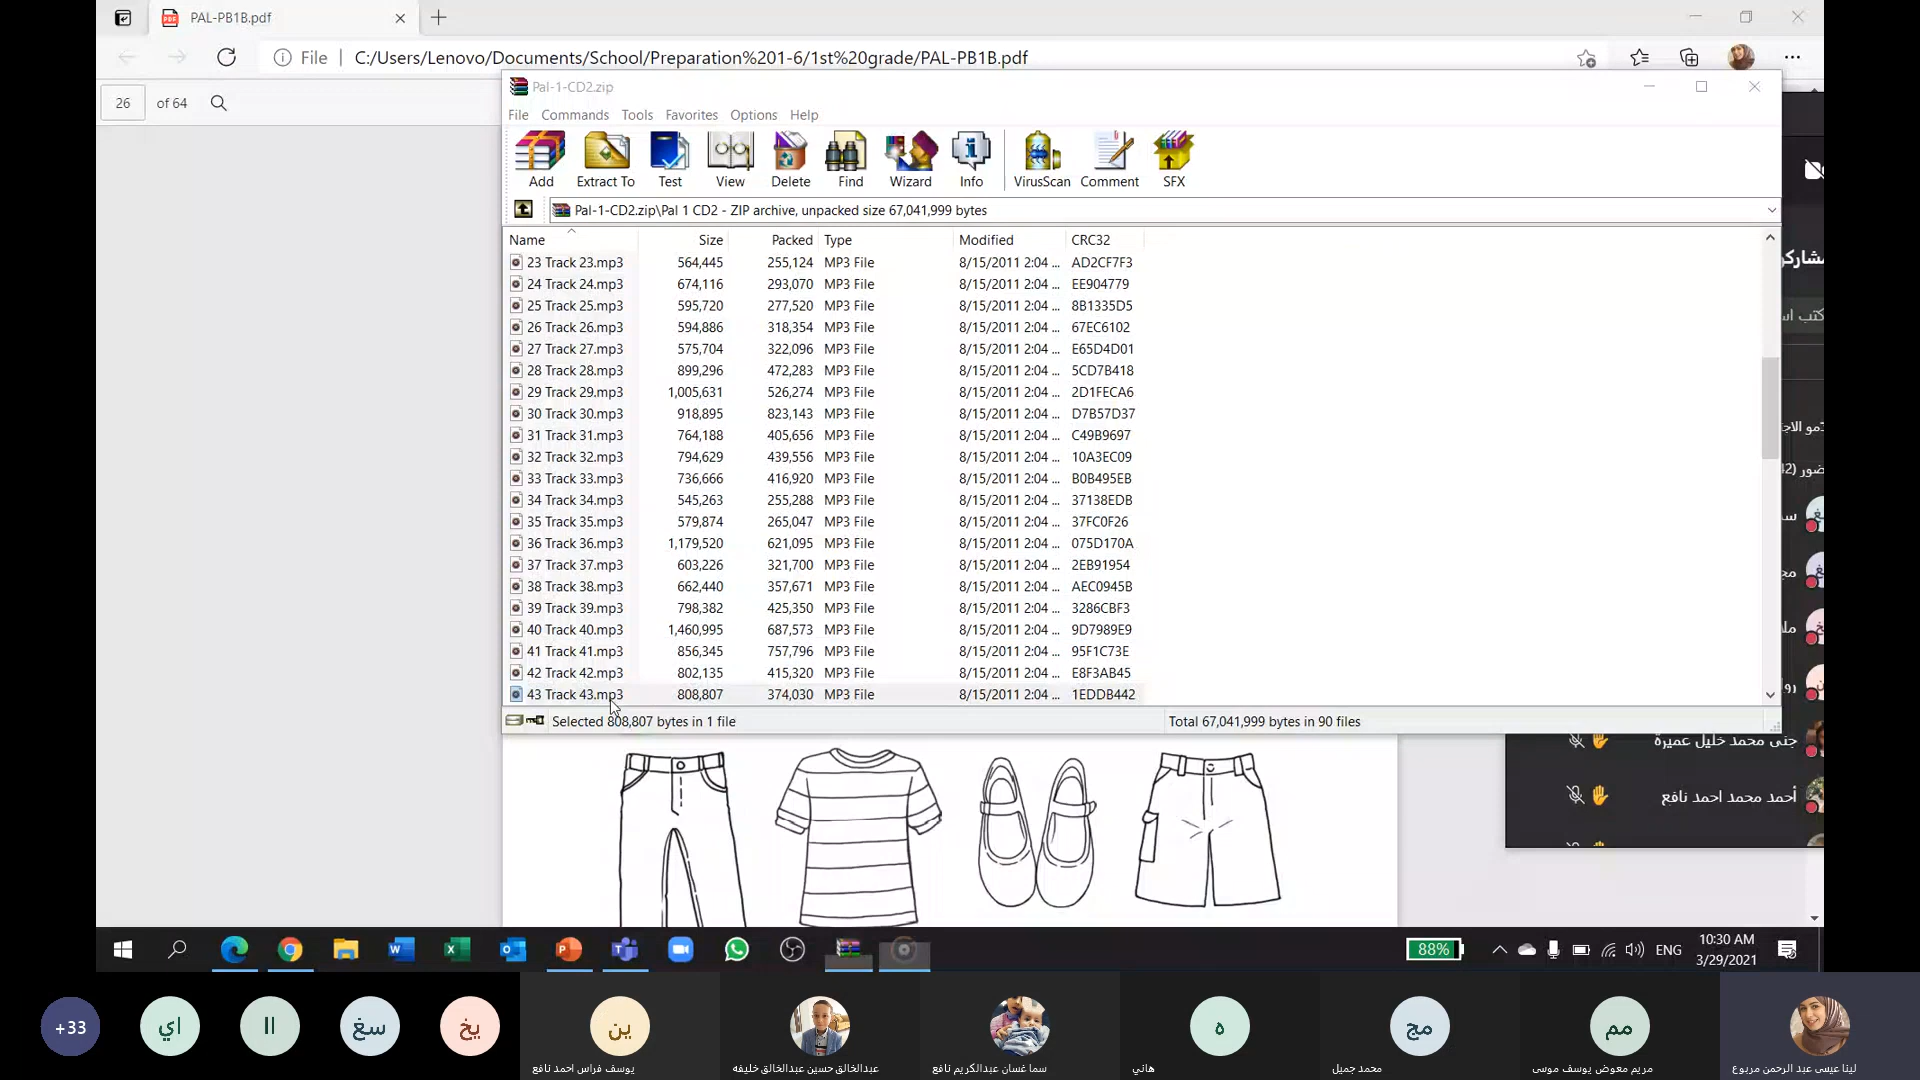 PAL-PB1B.pdf
File
C:/Users/Lenovo/Documents/School/Preparation%201-6/1st%20grade/PAL-PB1B.pdf
26 of 64
Pal-1-CD2.zip
File Commands Tools Favorites Options Help
Add Extract To Test View Delete Find Wizard Info VirusScan Comment SFX
Pal-1-CD2.zip\Pal 1 CD2 - ZIP archive, unpacked size 67,041,999 bytes
Name Size Packed Type Modified CRC32
23 Track 23.mp3 564,445 255,124 MP3 File 8/15/2011 2:04 ... AD2CF7F3
24 Track 24.mp3 674,116 293,070 MP3 File 8/15/2011 2:04 ... EE904779
25 Track 25.mp3 595,720 277,520 MP3 File 8/15/2011 2:04 ... 8B1335D5
26 Track 26.mp3 594,886 318,354 MP3 File 8/15/2011 2:04 ... 67EC6102
27 Track 27.mp3 575,704 322,096 MP3 File 8/15/2011 2:04 ... E65D4D01
28 Track 28.mp3 899,296 472,283 MP3 File 8/15/2011 2:04 ... 5CD7B418
29 Track 29.mp3 1,005,631 526,274 MP3 File 8/15/2011 2:04 ... 2D1FECA6
30 Track 30.mp3 918,895 823,143 MP3 File 8/15/2011 2:04 ... D7B57D37
31 Track 31.mp3 764,188 405,656 MP3 File 8/15/2011 2:04 ... C49B9697
32 Track 32.mp3 794,629 439,556 MP3 File 8/15/2011 2:04 ... 10A3EC09
33 Track 33.mp3 736,666 416,920 MP3 File 8/15/2011 2:04 ... B0B495EB
34 Track 34.mp3 545,263 255,288 MP3 File 8/15/2011 2:04 ... 37138EDB
35 Track 35.mp3 579,874 265,047 MP3 File 8/15/2011 2:04 ... 37FC0F26
36 Track 36.mp3 1,179,520 621,095 MP3 File 8/15/2011 2:04 ... 075D170A
37 Track 37.mp3 603,226 321,700 MP3 File 8/15/2011 2:04 ... 2EB91954
38 Track 38.mp3 662,440 357,671 MP3 File 8/15/2011 2:04 ... AEC0945B
39 Track 39.mp3 798,382 425,350 MP3 File 8/15/2011 2:04 ... 3286CBF3
40 Track 40.mp3 1,460,995 687,573 MP3 File 8/15/2011 2:04 ... 9D7989E9
41 Track 41.mp3 856,345 757,796 MP3 File 8/15/2011 2:04 ... 95F1C73E
42 Track 42.mp3 802,135 415,320 MP3 File 8/15/2011 2:04 ... E8F3AB45
43 Track 43.mp3 808,807 374,030 MP3 File 8/15/2011 2:04 ... 1EDDB442
Selected 808,807 bytes in 1 file
Total 67,041,999 bytes in 90 files
جنى محمد خليل عميرة
أحمد محمد احمد نافع
88%
ENG
10:30 AM
3/29/2021
+33
اي
اا
سغ
يخ
ين
ه
مج
مم
يوسف فراس احمد نافع
عبدالخالق حسين عبدالخالق خليفه
سما غسان عبدالكريم نافع
هاني
محمد جميل
مريم معوض يوسف موسى
لينا عيسى عبد الرحمن مربوع